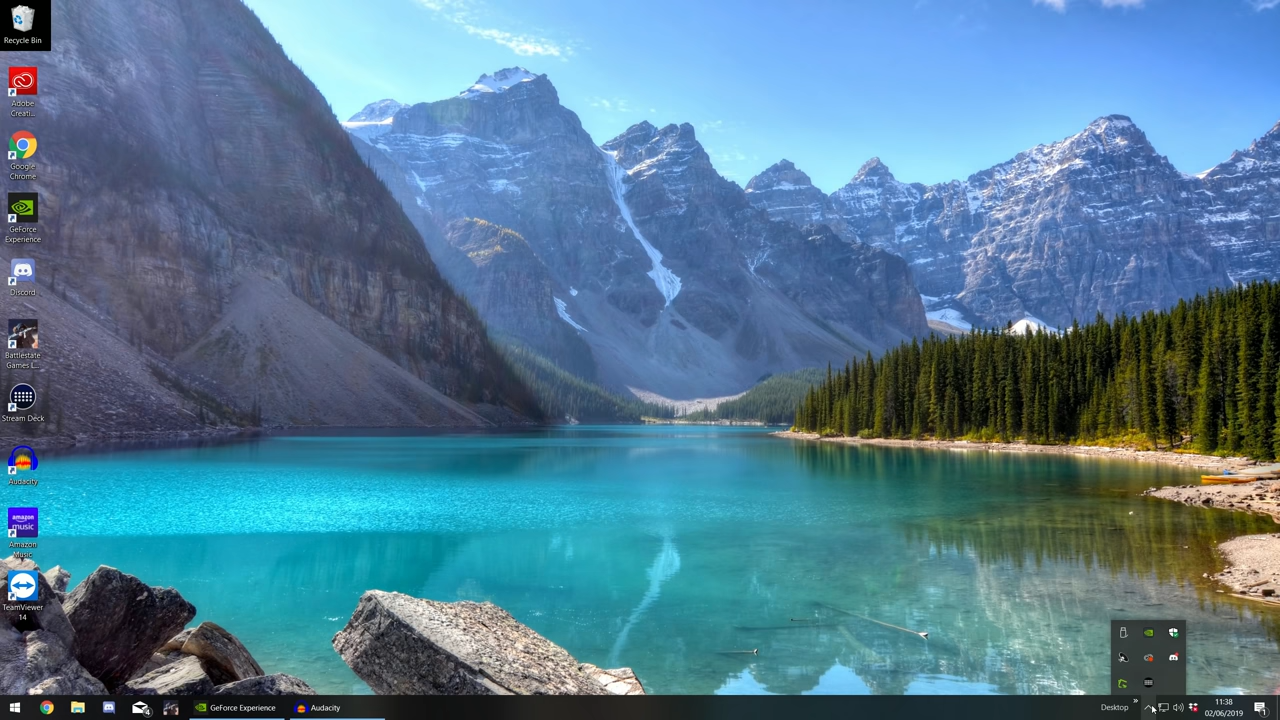 Recycle Bin
Adobe
Creati...
Google
Chrome
GeForce
Experience
Discord
Battlestate
Games L...
Stream Deck
Audacity
amazon
music
Amazon
Music
TeamViewer
14
GeForce Experience
Audacity
Desktop
11:38
02/06/2019